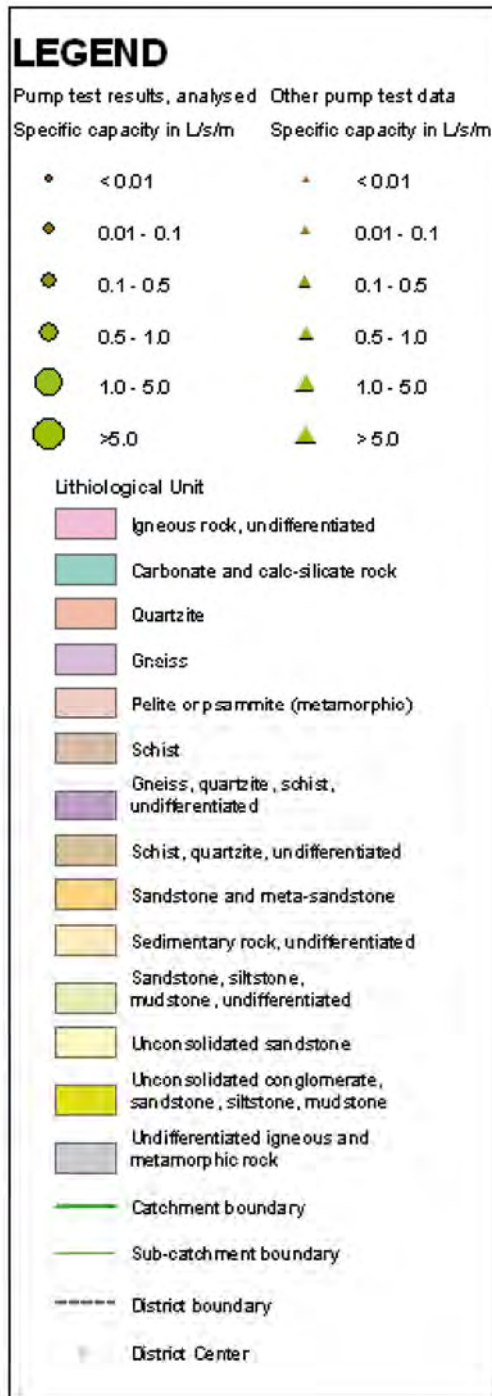 LEGEND
Pump test results, analysed Other pump test data
Specific capacity in L/s/m Specific capacity in L/s/m
< 0.01 < 0.01
0.01 - 0.1 0.01 - 0.1
0.1 - 0.5 0.1 - 0.5
0.5 - 1.0 0.5 - 1.0
1.0 - 5.0 1.0 - 5.0
>5.0 > 5.0
Lithiological Unit
Igneous rock, undifferentiated
Carbonate and calc-silicate rock
Quartzite
Gneiss
Pelite or psammite (metamorphic)
Schist
Gneiss, quartzite, schist,
undifferentiated
Schist, quartzite, undifferentiated
Sandstone and meta-sandstone
Sedimentary rock, undifferentiated
Sandstone, siltstone,
mudstone, undifferentiated
Unconsolidated sandstone
Unconsolidated conglomerate,
sandstone, siltstone, mudstone
Undifferentiated igneous and
metamorphic rock
Catchment boundary
Sub-catchment boundary
District boundary
District Center